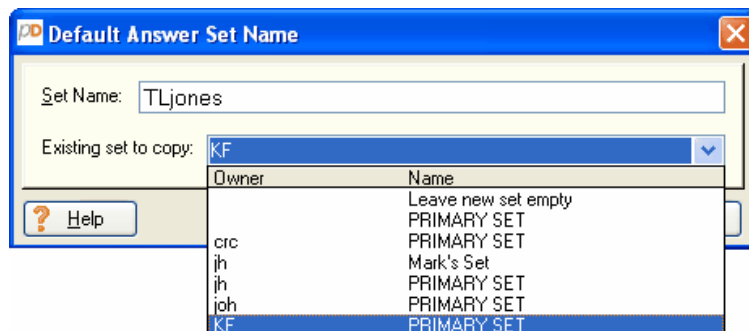 pD Default Answer Set Name
Set Name: TLjones
Existing set to copy: KF
Owner Name
Leave new set empty
PRIMARY SET
crc PRIMARY SET
jh Mark's Set
jh PRIMARY SET
joh PRIMARY SET
KF PRIMARY SET
? Help